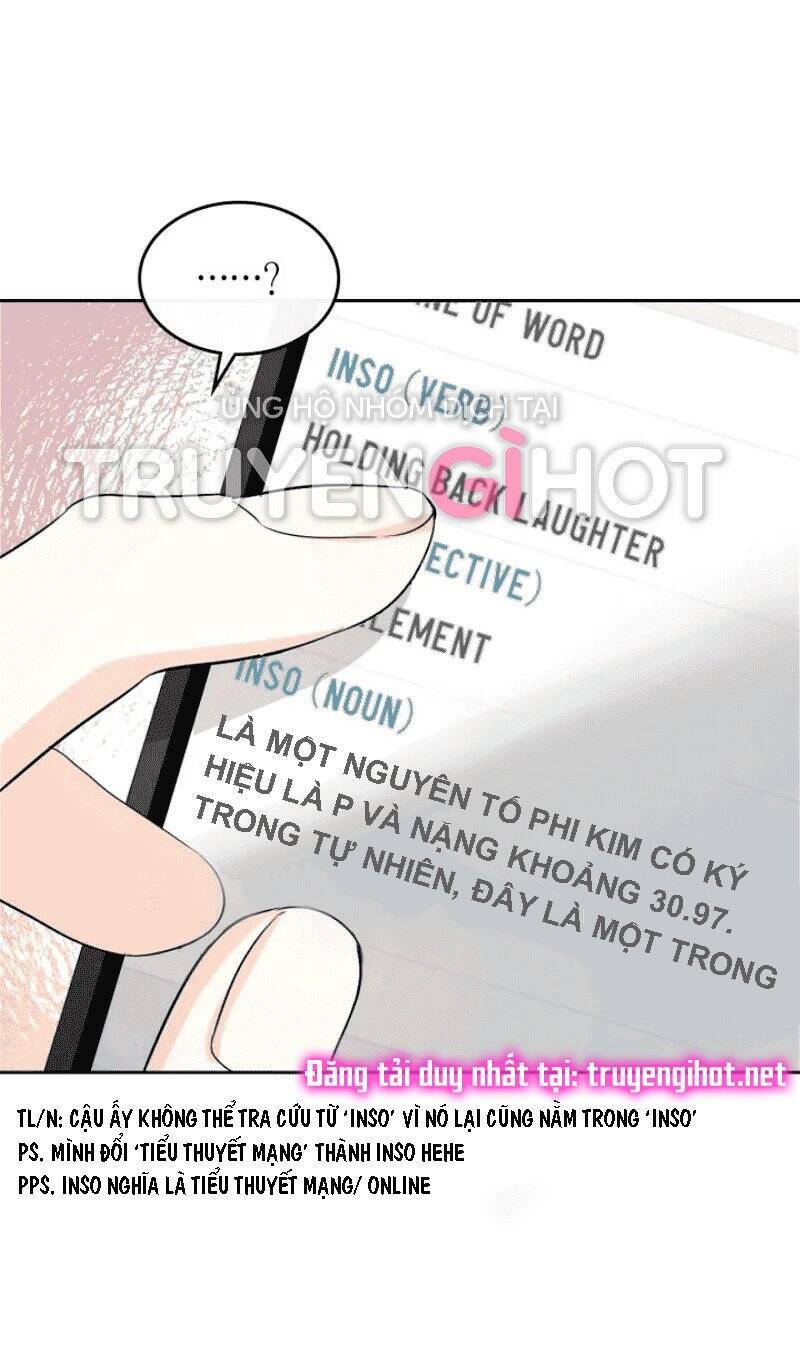 ......?
OF WORD
INSO (VERB)
ỦNG HỘ NHÓM DỊCH TẠI
TRUYENGIHOT
HOLDING BACK LAUGHTER
ECTIVE)
LEMENT
INSO (NOUN)
LÀ MỘT NGUYÊN TỐ PHI KIM CÓ KÝ
HIỆU LÀ P VÀ NẶNG KHOẢNG 30.97.
TRONG TỰ NHIÊN, ĐÂY LÀ MỘT TRONG
Đăng tải duy nhất tại: truyengihot.net
TL/N: CẬU ẤY KHÔNG THỂ TRA CỨU TỪ ‘INSO’ VÌ NÓ LẠI CŨNG NẰM TRONG ‘INSO’
PS. MÌNH ĐỔI ‘TIỂU THUYẾT MẠNG’ THÀNH INSO HEHE
PPS. INSO NGHĨA LÀ TIỂU THUYẾT MẠNG/ ONLINE